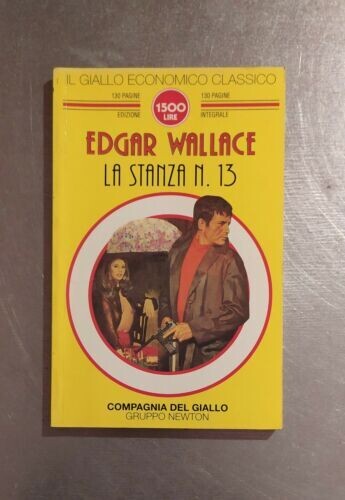 IL GIALLO ECONOMICO CLASSICO
130 PAGINE
EDIZIONE
1500
LIRE
130 PAGINE
INTEGRALE
EDGAR WALLACE
LA STANZA N. 13
COMPAGNIA DEL GIALLO
GRUPPO NEWTON